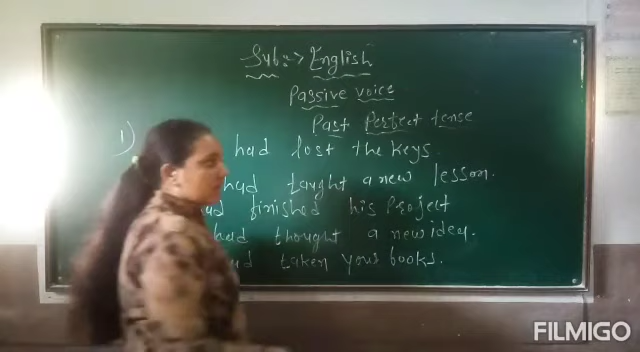 Sub:-> English
Passive voice
Past Perfect tense
1) had lost the keys.
had taught a new lesson.
finished his Project
had thought a new idea.
taken your books.
FILMIGO